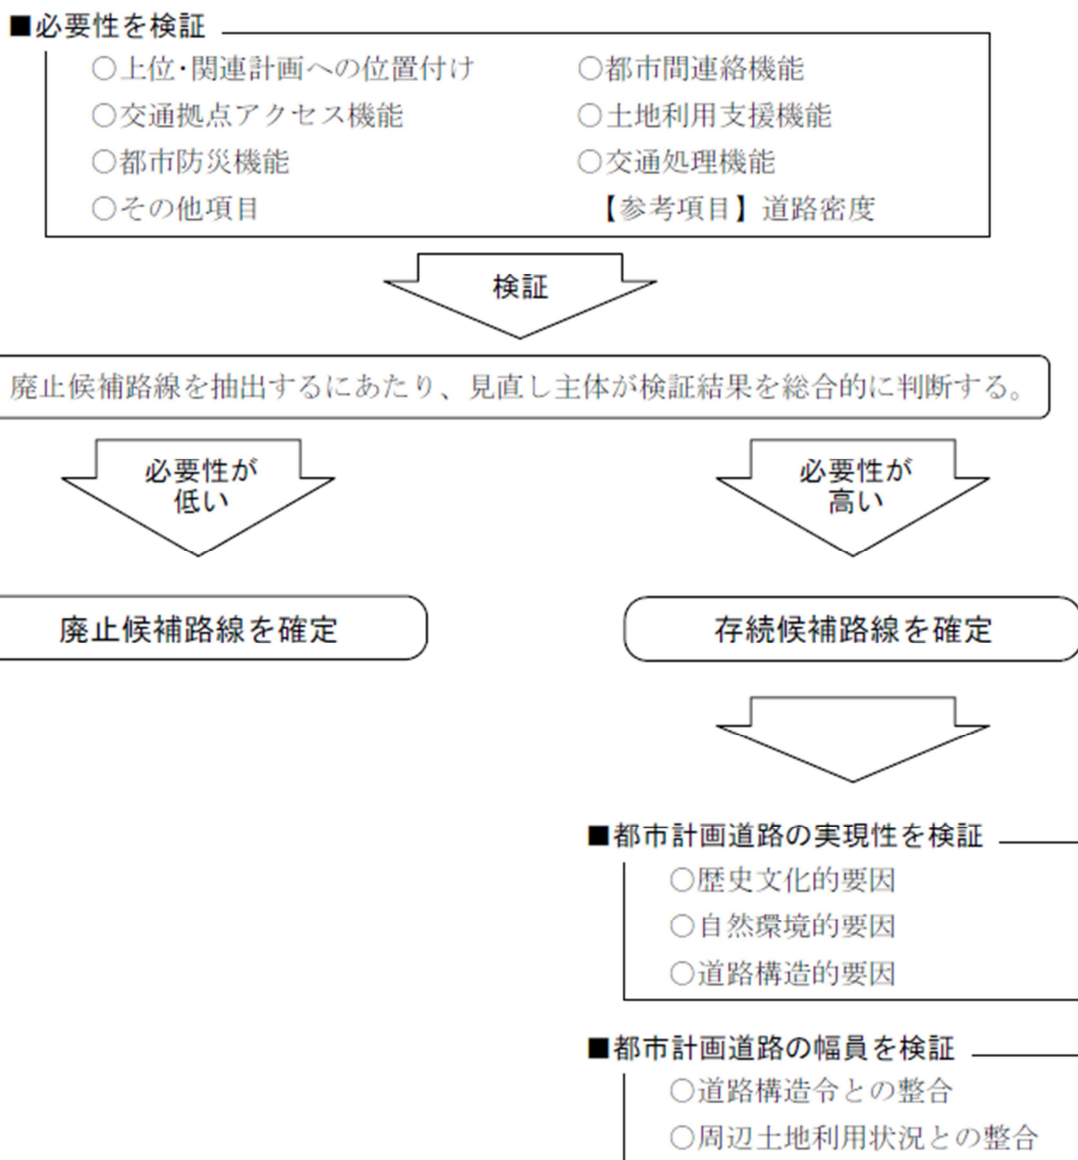 ■必要性を検証
○上位・関連計画への位置付け ○都市間連絡機能
○交通拠点アクセス機能 ○土地利用支援機能
○都市防災機能 ○交通処理機能
○その他項目 【参考項目】道路密度
検証
廃止候補路線を抽出するにあたり、見直し主体が検証結果を総合的に判断する。
必要性が
低い
必要性が
高い
廃止候補路線を確定
存続候補路線を確定
■都市計画道路の実現性を検証
○歴史文化的要因
○自然環境的要因
○道路構造的要因
■都市計画道路の幅員を検証
○道路構造令との整合
○周辺土地利用状況との整合